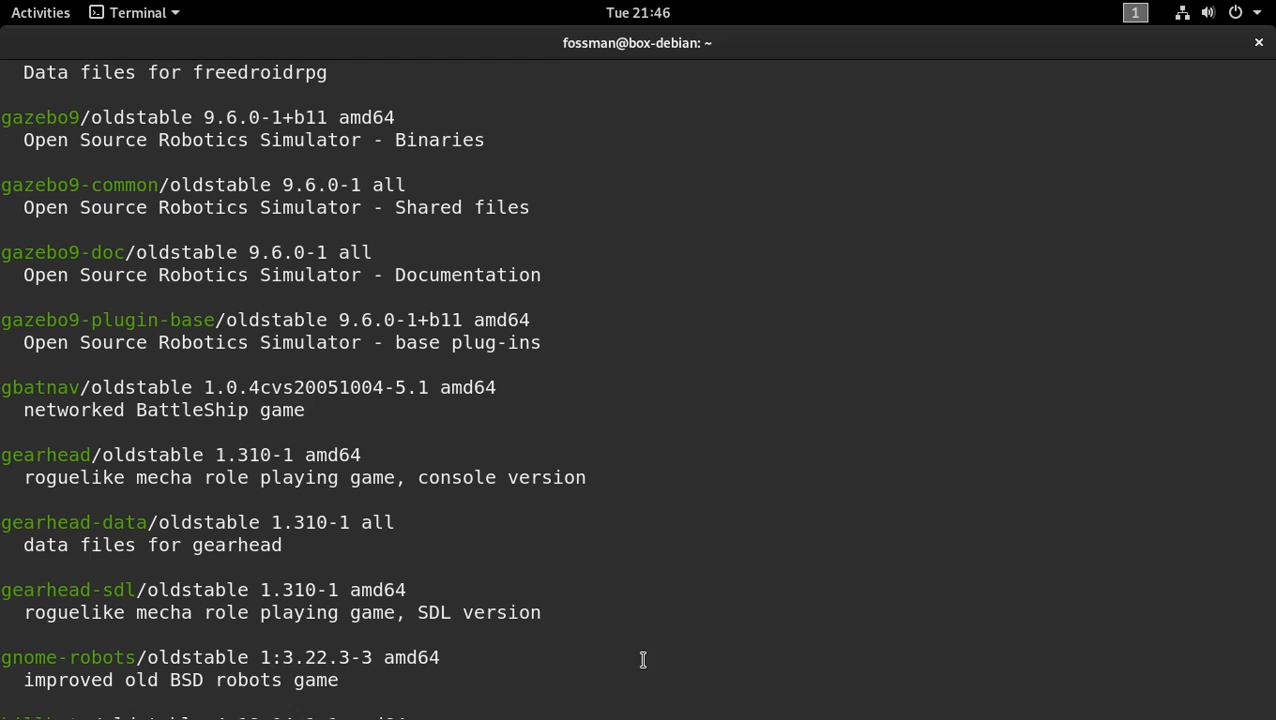 Activities Terminal Tue 21:46 1
fossman@box-debian: ~ ×
Data files for freedroidrpg
gazebo9/oldstable 9.6.0-1+b11 amd64
Open Source Robotics Simulator - Binaries
gazebo9-common/oldstable 9.6.0-1 all
Open Source Robotics Simulator - Shared files
gazebo9-doc/oldstable 9.6.0-1 all
Open Source Robotics Simulator - Documentation
gazebo9-plugin-base/oldstable 9.6.0-1+b11 amd64
Open Source Robotics Simulator - base plug-ins
gbatnav/oldstable 1.0.4cvs20051004-5.1 amd64
networked BattleShip game
gearhead/oldstable 1.310-1 amd64
roguelike mecha role playing game, console version
gearhead-data/oldstable 1.310-1 all
data files for gearhead
gearhead-sdl/oldstable 1.310-1 amd64
roguelike mecha role playing game, SDL version
gnome-robots/oldstable 1:3.22.3-3 amd64
improved old BSD robots game